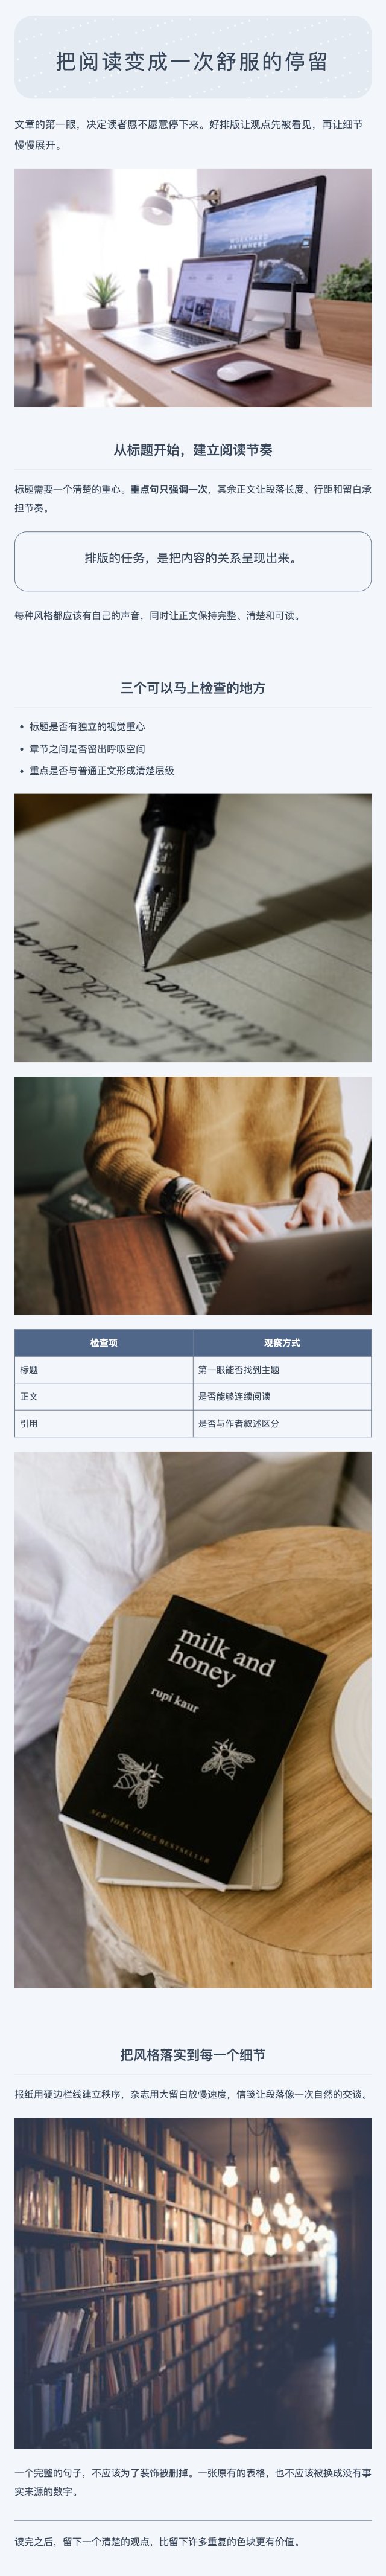 把阅读变成一次舒服的停留
文章的第一眼，决定读者愿不愿意停下来。好排版让观点先被看见，再让细节
慢慢展开。
从标题开始，建立阅读节奏
标题需要一个清楚的重心。重点句只强调一次，其余正文让段落长度、行距和留白承
担节奏。
排版的任务，是把内容的关系呈现出来。
每种风格都应该有自己的声音，同时让正文保持完整、清楚和可读。
三个可以马上检查的地方
• 标题是否有独立的视觉重心
• 章节之间是否留出呼吸空间
• 重点是否与普通正文形成清楚层级
检查项 观察方式
标题 第一眼能否找到主题
正文 是否能够连续阅读
引用 是否与作者叙述区分
milk and
honey
rupi kaur
NEW YORK TIMES BESTSELLER
把风格落实到每一个细节
报纸用硬边栏线建立秩序，杂志用大留白放慢速度，信笺让段落像一次自然的交谈。
一个完整的句子，不应该为了装饰被删掉。一张原有的表格，也不应该被换成没有事
实来源的数字。
读完之后，留下一个清楚的观点，比留下许多重复的色块更有价值。